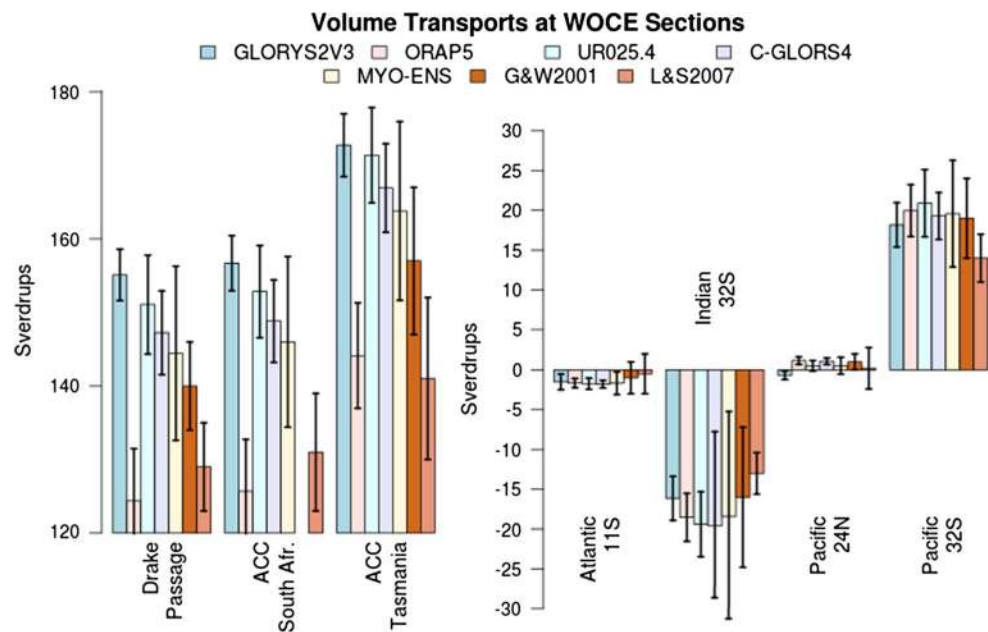 Volume Transports at WOCE Sections
GLORYS2V3 ORAP5 UR025.4 C-GLORS4
MYO-ENS G&W2001 L&S2007
Sverdrups
180
160
140
120
Drake
Passage
ACC
South Afr.
ACC
Tasmania
Sverdrups
30
25
20
15
10
5
0
-5
-10
-15
-20
-25
-30
Atlantic
11S
Indian
32S
Pacific
24N
Pacific
32S